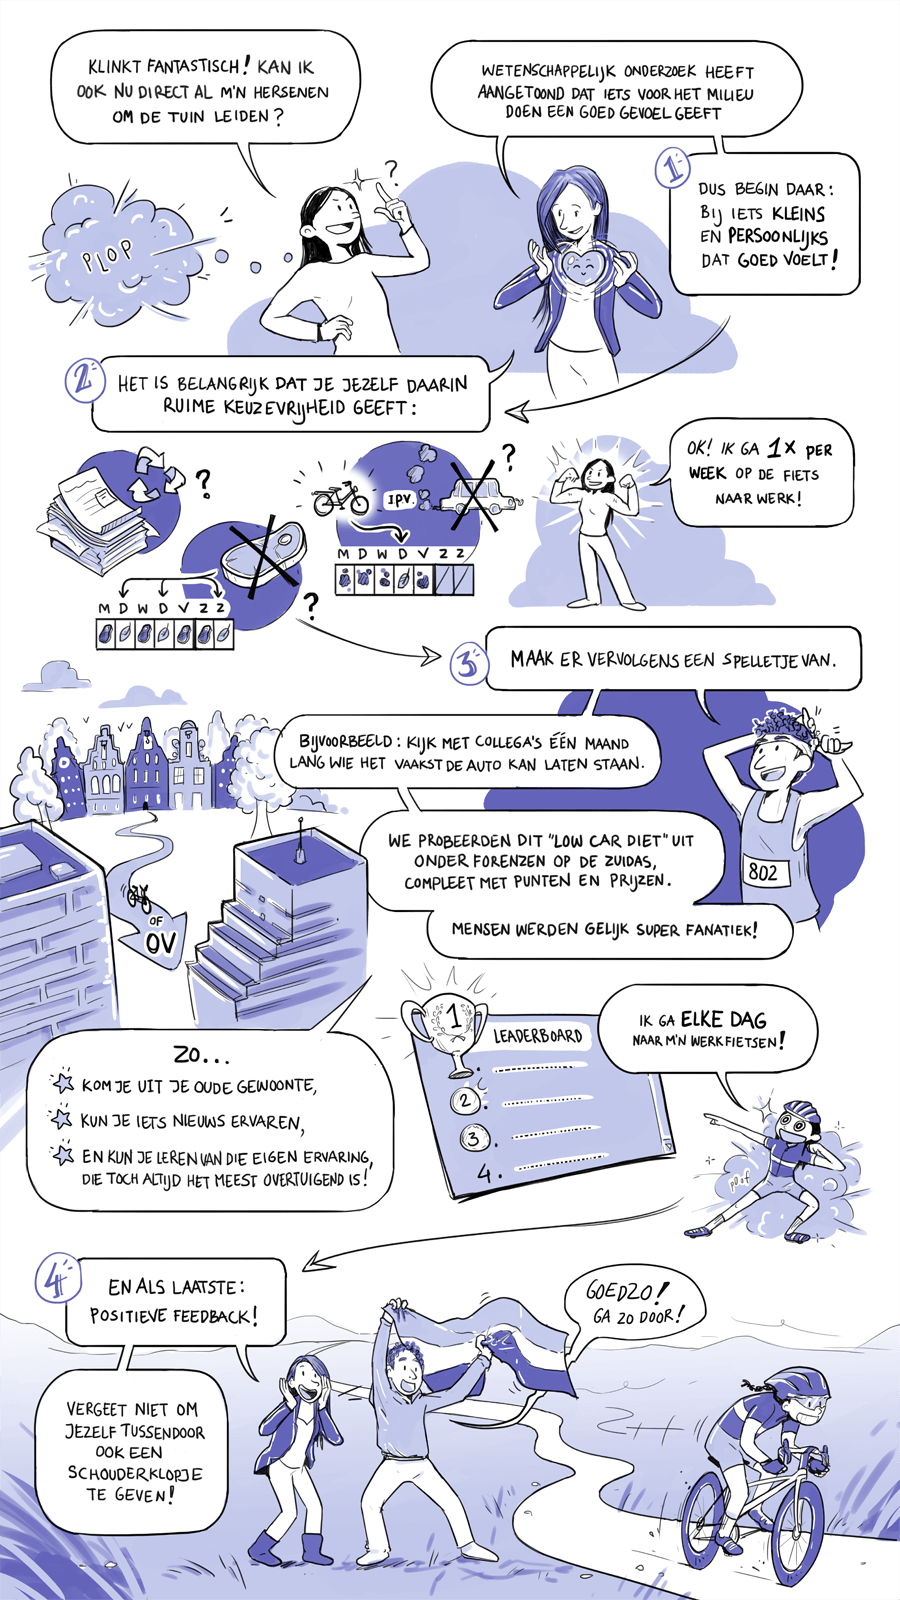 KLINKT FANTASTISCH! KAN IK
OOK NU DIRECT AL M'N HERSENEN
OM DE TUIN LEIDEN?
WETENSCHAPPELIJK ONDERZOEK HEEFT
AANGETOOND DAT IETS VOOR HET MILIEU
DOEN EEN GOED GEVOEL GEEFT
PLOP
?
1
DUS BEGIN DAAR:
BIJ IETS KLEINS
EN PERSOONLIJKS
DAT GOED VOELT!
2
HET IS BELANGRIJK DAT JE JEZELF DAARIN
RUIME KEUZEVRIJHEID GEEFT:
?
IPV.
?
M D W D V Z Z
OK! IK GA 1X PER
WEEK OP DE FIETS
NAAR WERK!
M D W D V Z Z
?
3
MAAK ER VERVOLGENS EEN SPELLETJE VAN.
BIJVOORBEELD: KIJK MET COLLEGA'S ÉÉN MAAND
LANG WIE HET VAAKST DE AUTO KAN LATEN STAAN.
WE PROBEERDEN DIT "LOW CAR DIET" UIT
ONDER FORENZEN OP DE ZUIDAS,
COMPLEET MET PUNTEN EN PRIJZEN.
802
MENSEN WERDEN GELIJK SUPER FANATIEK!
OF
OV
ZO...
KOM JE UIT JE OUDE GEWOONTE,
KUN JE IETS NIEUWS ERVAREN,
EN KUN JE LEREN VAN DIE EIGEN ERVARING,
DIE TOCH ALTIJD HET MEEST OVERTUIGEND IS!
1
LEADERBOARD
2
3
4.
IK GA ELKE DAG
NAAR M'N WERK FIETSEN!
plof
4
EN ALS LAATSTE:
POSITIEVE FEEDBACK!
GOEDZO!
GA ZO DOOR!
VERGEET NIET OM
JEZELF TUSSENDOOR
OOK EEN
SCHOUDERKLOPJE
TE GEVEN!